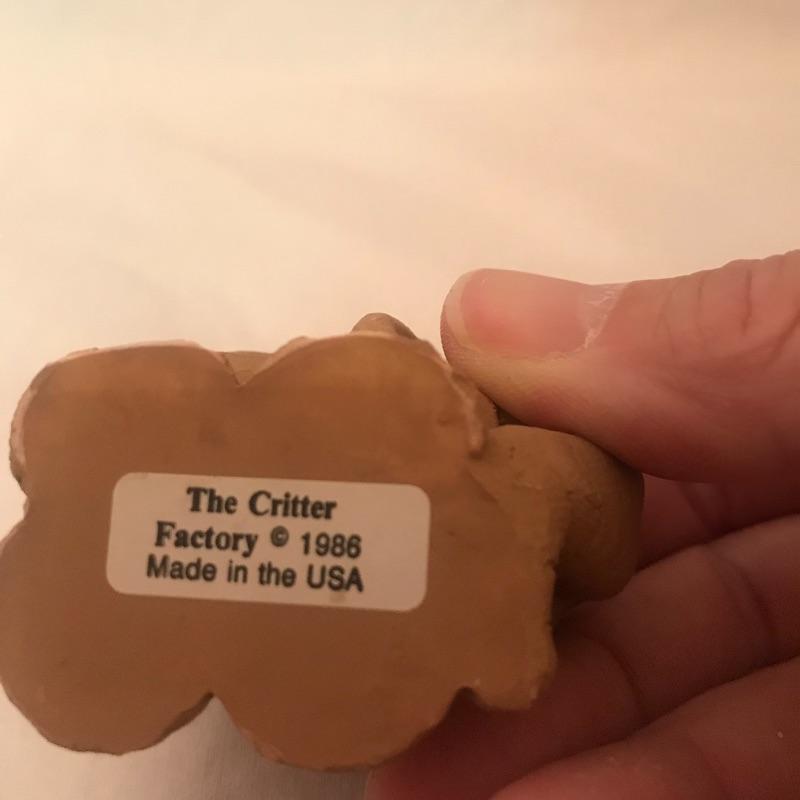 The Critter
Factory © 1986
Made in the USA